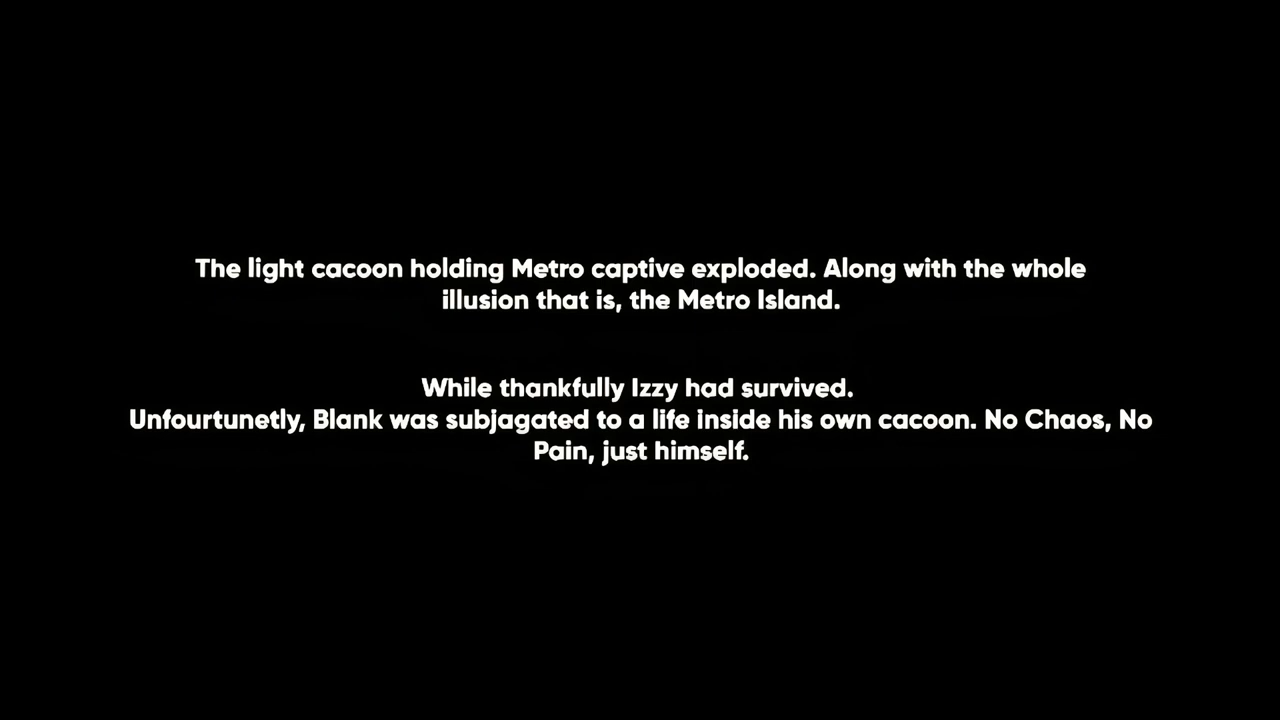 The light cacoon holding Metro captive exploded. Along with the whole
illusion that is, the Metro Island.
While thankfully Izzy had survived.
Unfourtunetly, Blank was subjagated to a life inside his own cacoon. No Chaos, No
Pain, just himself.